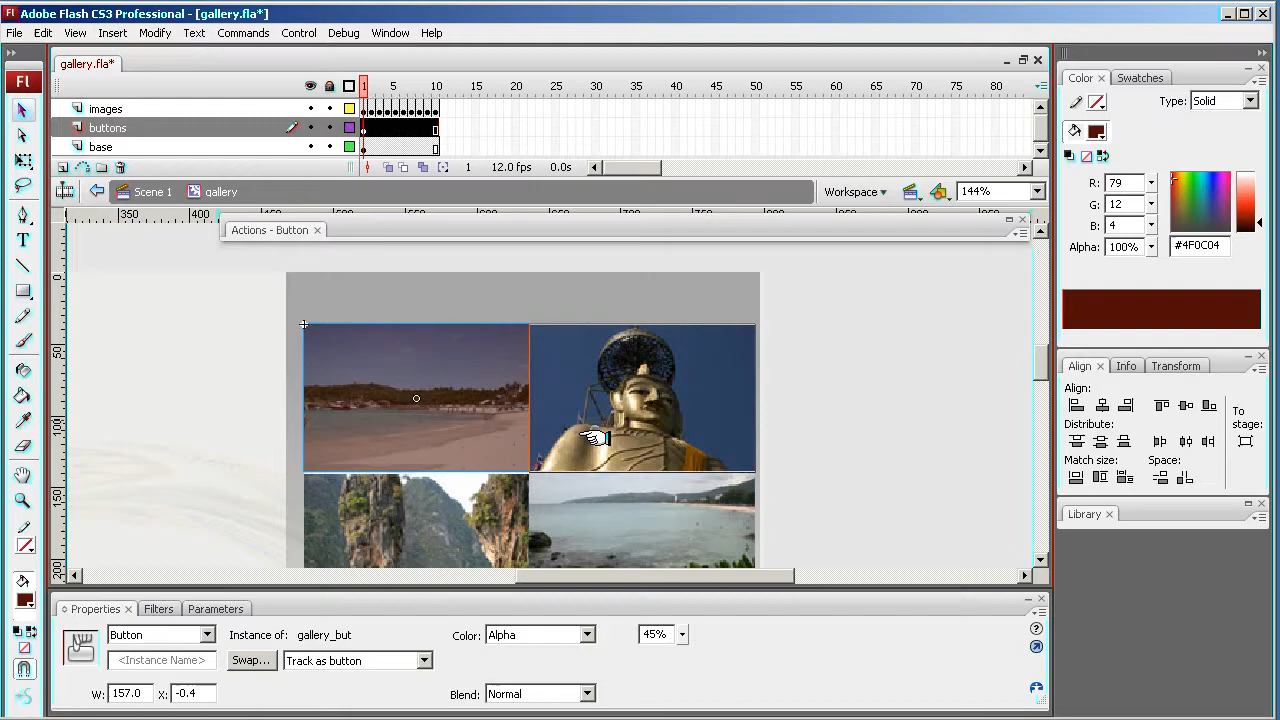 Fl Adobe Flash CS3 Professional - [gallery.fla*]
File Edit View Insert Modify Text Commands Control Debug Window Help
gallery.fla*
1 5 10 15 20 25 30 35 40 45 50 55 60 65 70 75 80
images
buttons
base
1 12.0 fps 0.0s
Scene 1 gallery Workspace 144%
Actions - Button
Fl
Color Swatches
Type: Solid
R: 79
G: 12
B: 4
Alpha: 100% #4F0C04
Align Info Transform
Align:
To
stage:
Distribute:
Match size: Space:
Library
Properties Filters Parameters
Button Instance of: gallery_but Color: Alpha 45%
<Instance Name> Swap... Track as button
W: 157.0 X: -0.4 Blend: Normal